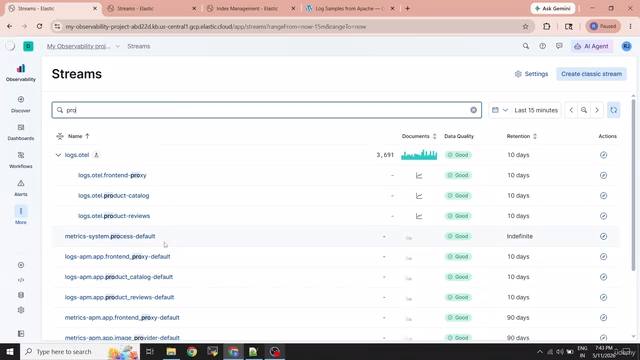 Streams - Elastic
Streams - Elastic
Index Management - Elastic
Log Samples from Apache —
Ask Gemini
my-observability-project-abd22d.kb.us-central1.gcp.elastic.cloud/app/streams?rangeFrom=now-15m&rangeTo=now
Paused
D
My Observability Project
Streams
AI Agent
RJ
Observability
Discover
Dashboards
Workflows
Alerts
More
Streams
Settings
Create classic stream
pro
Last 15 minutes
Name
Documents
Data Quality
Retention
Actions
logs.otel
3,691
Good
10 days
logs.otel.frontend-proxy
-
Good
10 days
logs.otel.product-catalog
-
Good
10 days
logs.otel.product-reviews
-
Good
10 days
metrics-system.process-default
-
Good
Indefinite
logs-apm.app.frontend_proxy-default
-
Good
10 days
logs-apm.app.product_catalog-default
-
Good
10 days
logs-apm.app.product_reviews-default
-
Good
10 days
metrics-apm.app.frontend_proxy-default
-
Good
90 days
metrics-apm.app.image_provider-default
-
Good
90 days
Type here to search
ENG
IN
7:43 PM
5/11/2026
Udemy